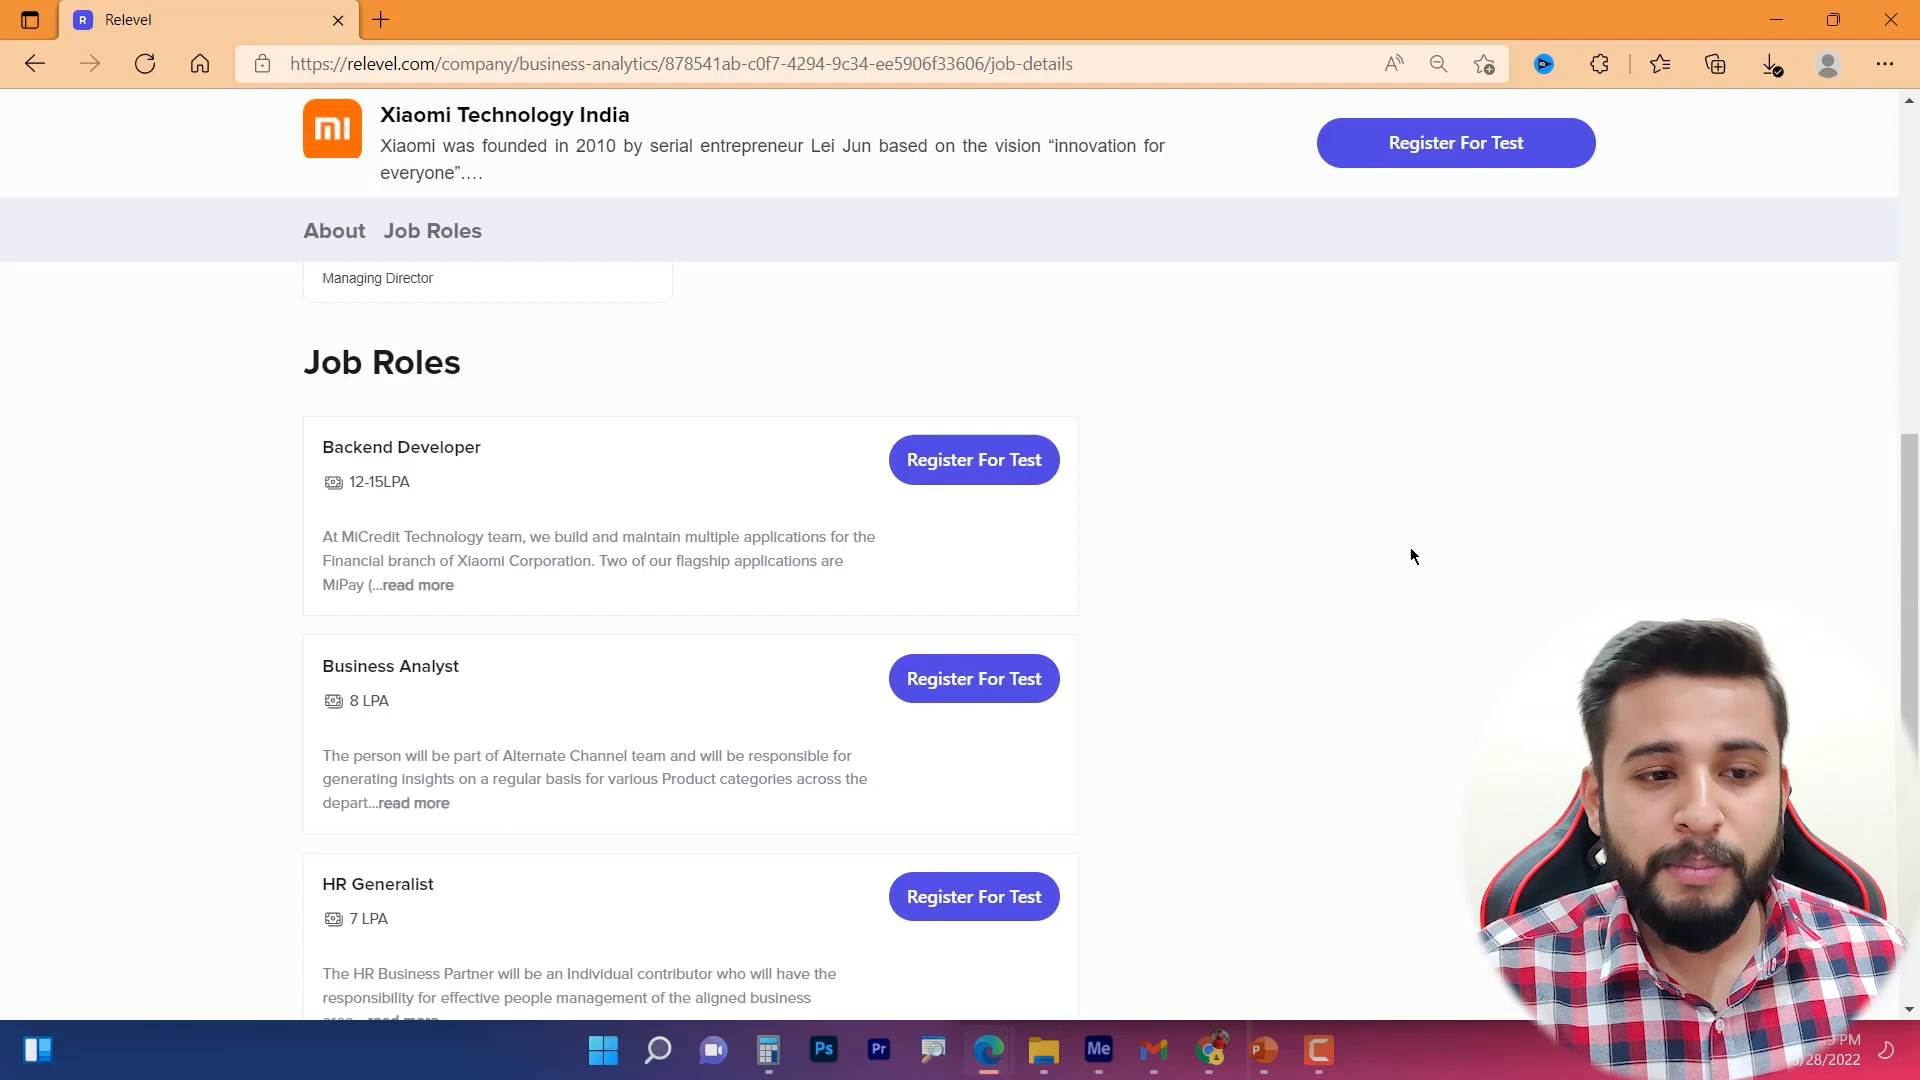 Relevel
https://relevel.com/company/business-analytics/878541ab-c0f7-4294-9c34-ee5906f33606/job-details
mi
Xiaomi Technology India
Xiaomi was founded in 2010 by serial entrepreneur Lei Jun based on the vision “innovation for
everyone”....
Register For Test
About Job Roles
Managing Director
Job Roles
Backend Developer
12-15LPA
Register For Test
At MiCredit Technology team, we build and maintain multiple applications for the
Financial branch of Xiaomi Corporation. Two of our flagship applications are
MiPay (...read more
Business Analyst
8 LPA
Register For Test
The person will be part of Alternate Channel team and will be responsible for
generating insights on a regular basis for various Product categories across the
depart...read more
HR Generalist
7 LPA
Register For Test
The HR Business Partner will be an Individual contributor who will have the
responsibility for effective people management of the aligned business
Ps Pr Me
PM
/28/2022